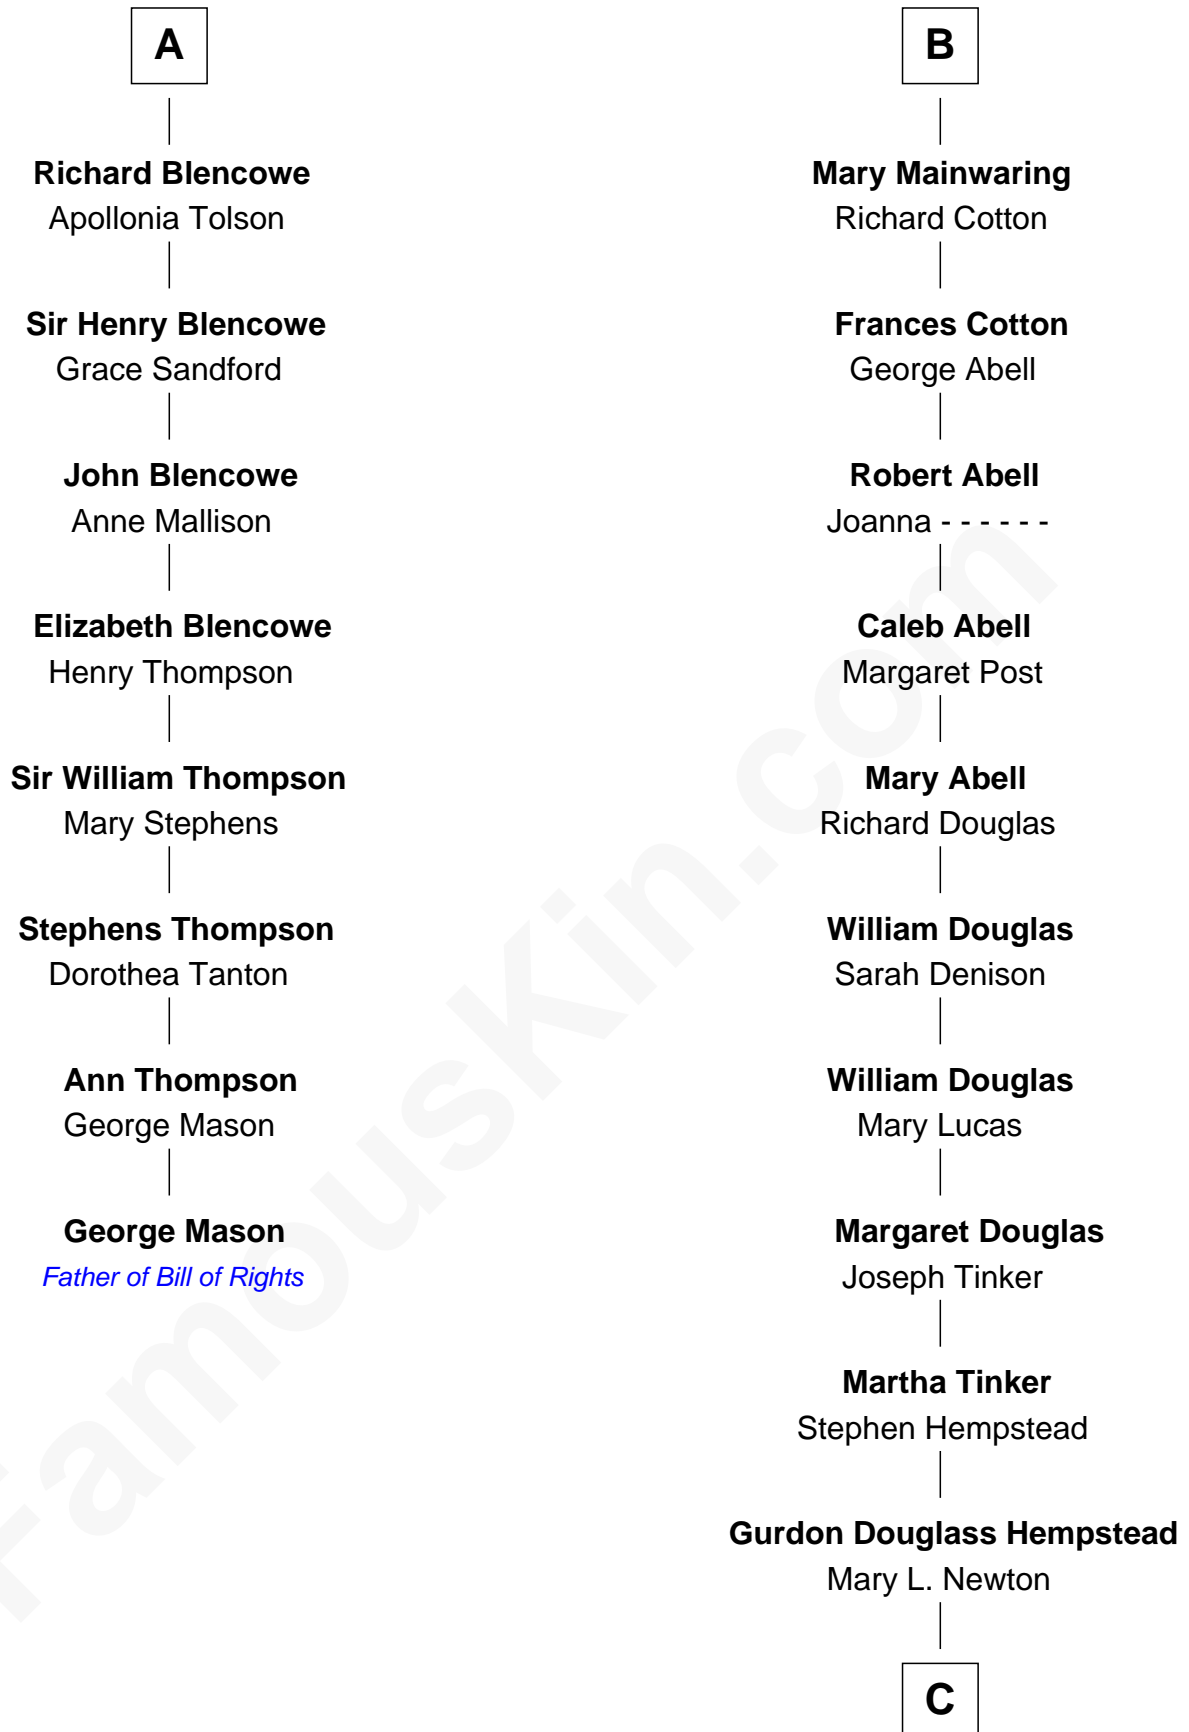 A
Richard Blencowe
Apollonia Tolson
Sir Henry Blencowe
Grace Sandford
John Blencowe
Anne Mallison
Elizabeth Blencowe
Henry Thompson
Sir William Thompson
Mary Stephens
Stephens Thompson
Dorothea Tanton
Ann Thompson
George Mason
George Mason
Father of Bill of Rights
B
Mary Mainwaring
Richard Cotton
Frances Cotton
George Abell
Robert Abell
Joanna - - - - - -
Caleb Abell
Margaret Post
Mary Abell
Richard Douglas
William Douglas
Sarah Denison
William Douglas
Mary Lucas
Margaret Douglas
Joseph Tinker
Martha Tinker
Stephen Hempstead
Gurdon Douglass Hempstead
Mary L. Newton
C
FamousKin.com